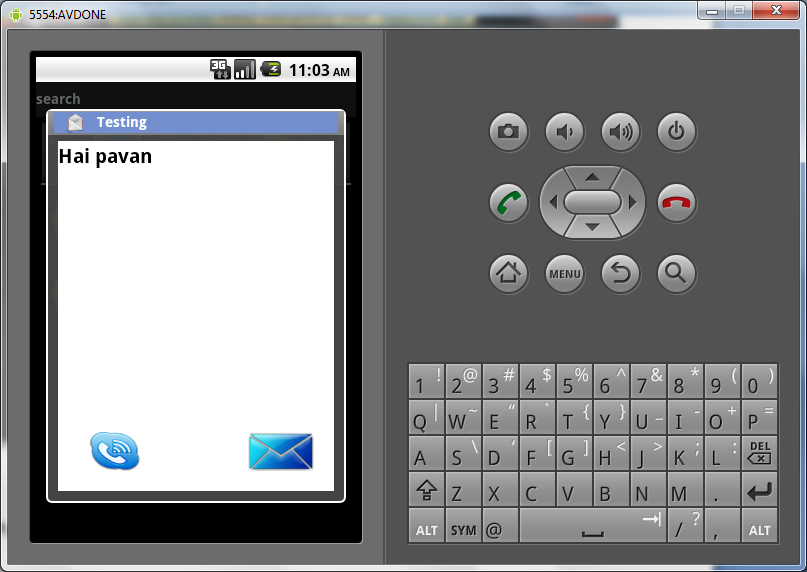 5554:AVDONE
3G 11:03 AM
search
Testing
Hai pavan
MENU
1 ! 2 @ 3 # 4 $ 5 % 6 ^ 7 & 8 * 9 ( 0 )
Q | W ~ E “ R ` T { Y } U _ I - O + P =
A S \ D ‘ F [ G ] H < J > K ; L : DEL
Z X C V B N M .
ALT SYM @ / ? , ALT